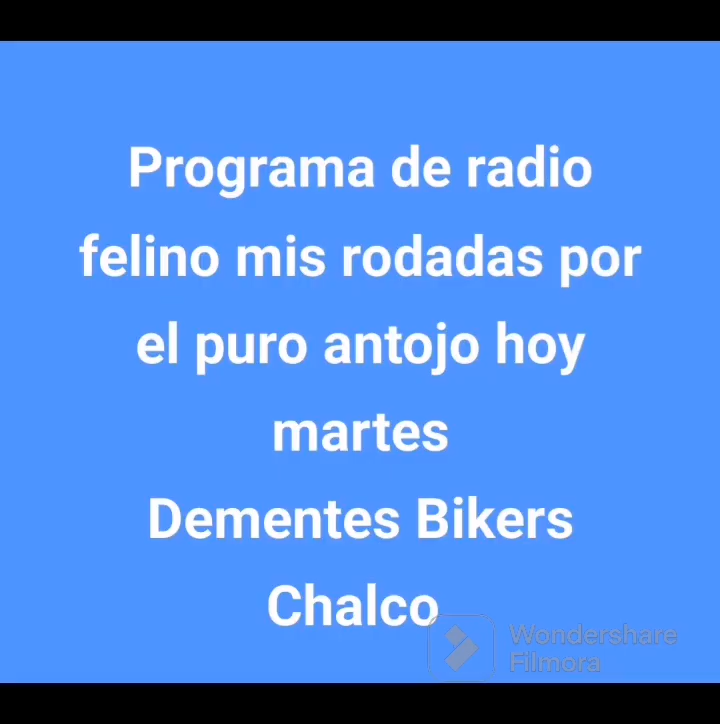 Programa de radio
felino mis rodadas por
el puro antojo hoy
martes
Dementes Bikers
Chalco
Wondershare
Filmora